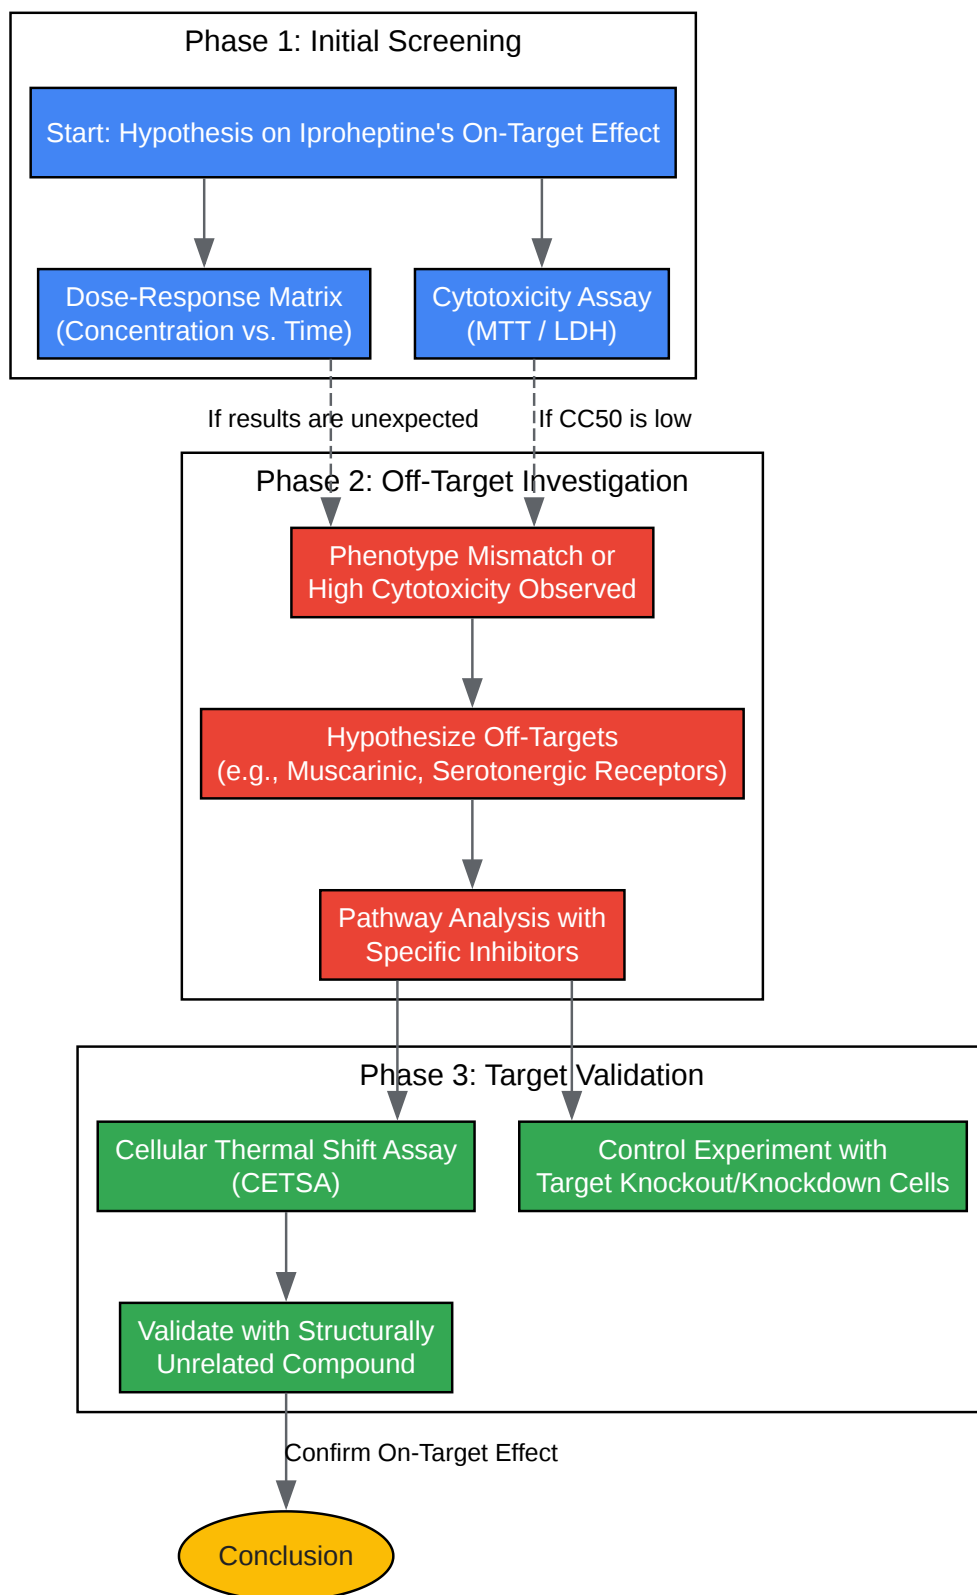 Phase 1: Initial Screening
Start: Hypothesis on Iproheptine's On-Target Effect
Dose-Response Matrix
(Concentration vs. Time)
Cytotoxicity Assay
(MTT / LDH)
If results are unexpected
If CC50 is low
Phase 2: Off-Target Investigation
Phenotype Mismatch or
High Cytotoxicity Observed
Hypothesize Off-Targets
(e.g., Muscarinic, Serotonergic Receptors)
Pathway Analysis with
Specific Inhibitors
Phase 3: Target Validation
Cellular Thermal Shift Assay
(CETSA)
Control Experiment with
Target Knockout/Knockdown Cells
Validate with Structurally
Unrelated Compound
Confirm On-Target Effect
Conclusion